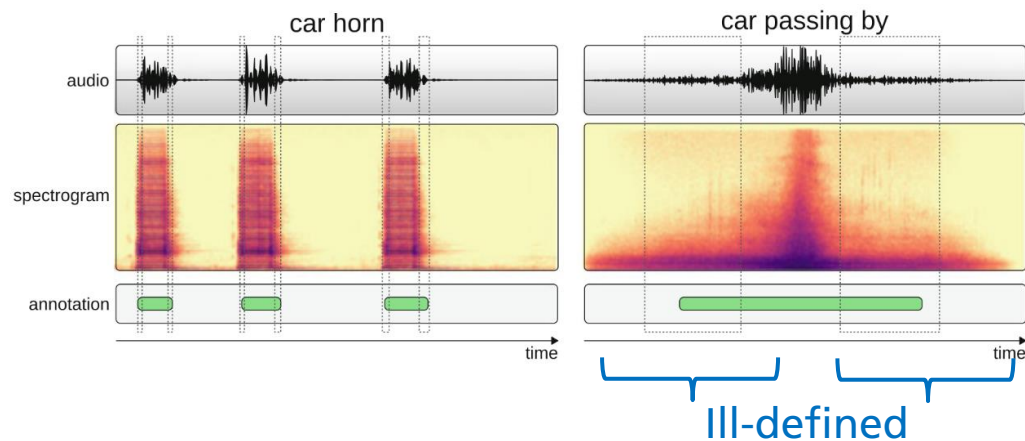 car horn
car passing by
audio
spectrogram
annotation
time
time
Ill-defined